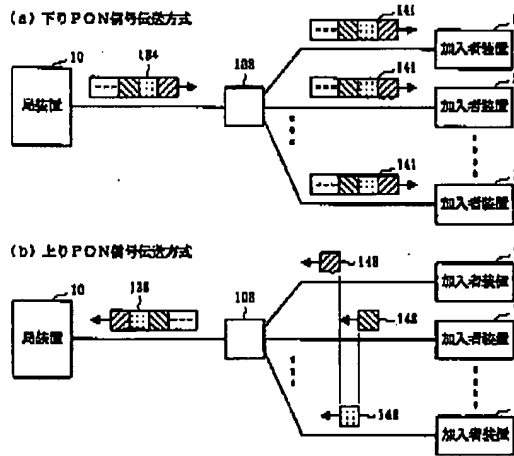 (a) 下りPON信号伝送方式
10
局装置
134
108
141
加入者装置
141
加入者装置
141
加入者装置
(b) 上りPON信号伝送方式
10
局装置
138
108
148
加入者装置
148
加入者装置
148
加入者装置